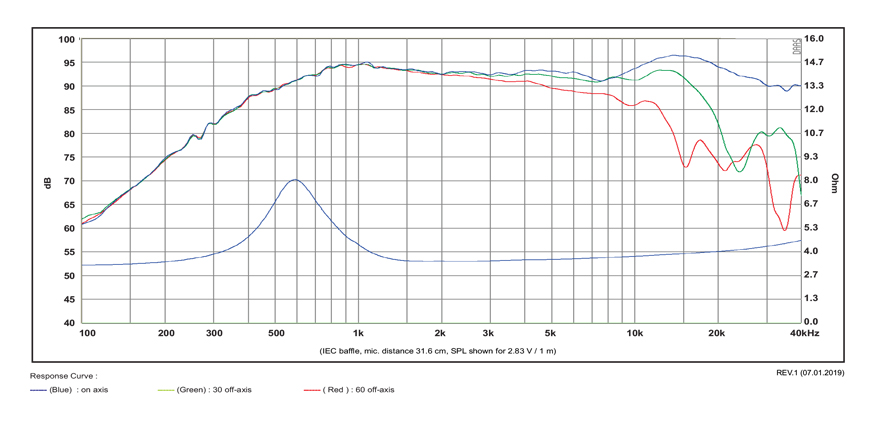 DAAS
100 16.0
95 14.7
90 13.3
85 12.0
80 10.7
75 9.3
70 8.0
65 6.7
60 5.3
55 4.0
50 2.7
45 1.3
40 0.0
dB
Ohm
100 200 300 500 1k 2k 3k 5k 10k 20k 40kHz
(IEC baffle, mic. distance 31.6 cm, SPL shown for 2.83 V / 1 m)
REV.1 (07.01.2019)
Response Curve :
(Blue) : on axis (Green) : 30 off-axis ( Red ) : 60 off-axis